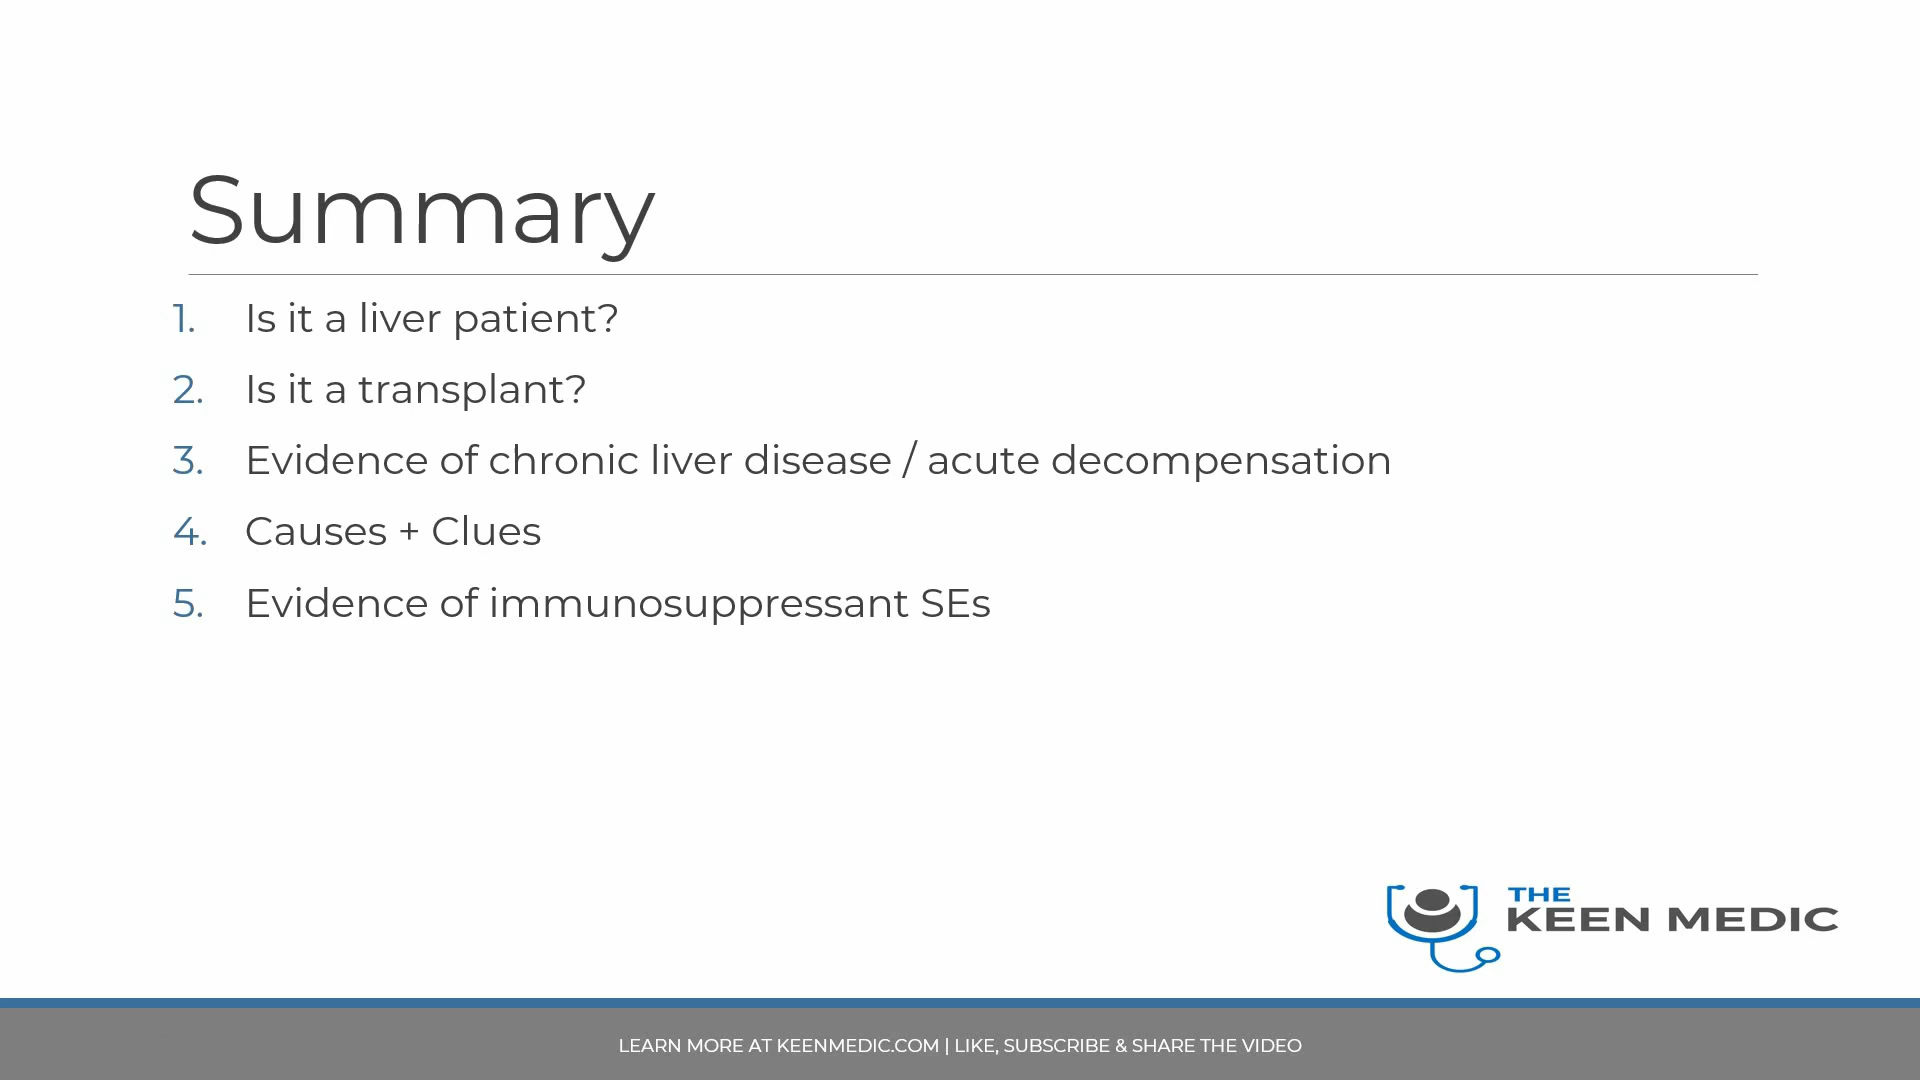 Summary
1. Is it a liver patient?
2. Is it a transplant?
3. Evidence of chronic liver disease / acute decompensation
4. Causes + Clues
5. Evidence of immunosuppressant SEs
THE
KEEN MEDIC
LEARN MORE AT KEENMEDIC.COM | LIKE, SUBSCRIBE & SHARE THE VIDEO